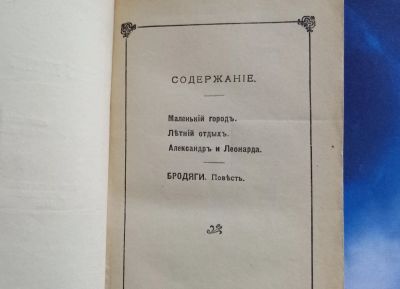 СОДЕРЖАНІЕ.
Маленькій городъ.
Лѣтній отдыхъ.
Александръ и Леонарда.
БРОДЯГИ. Повѣсть.